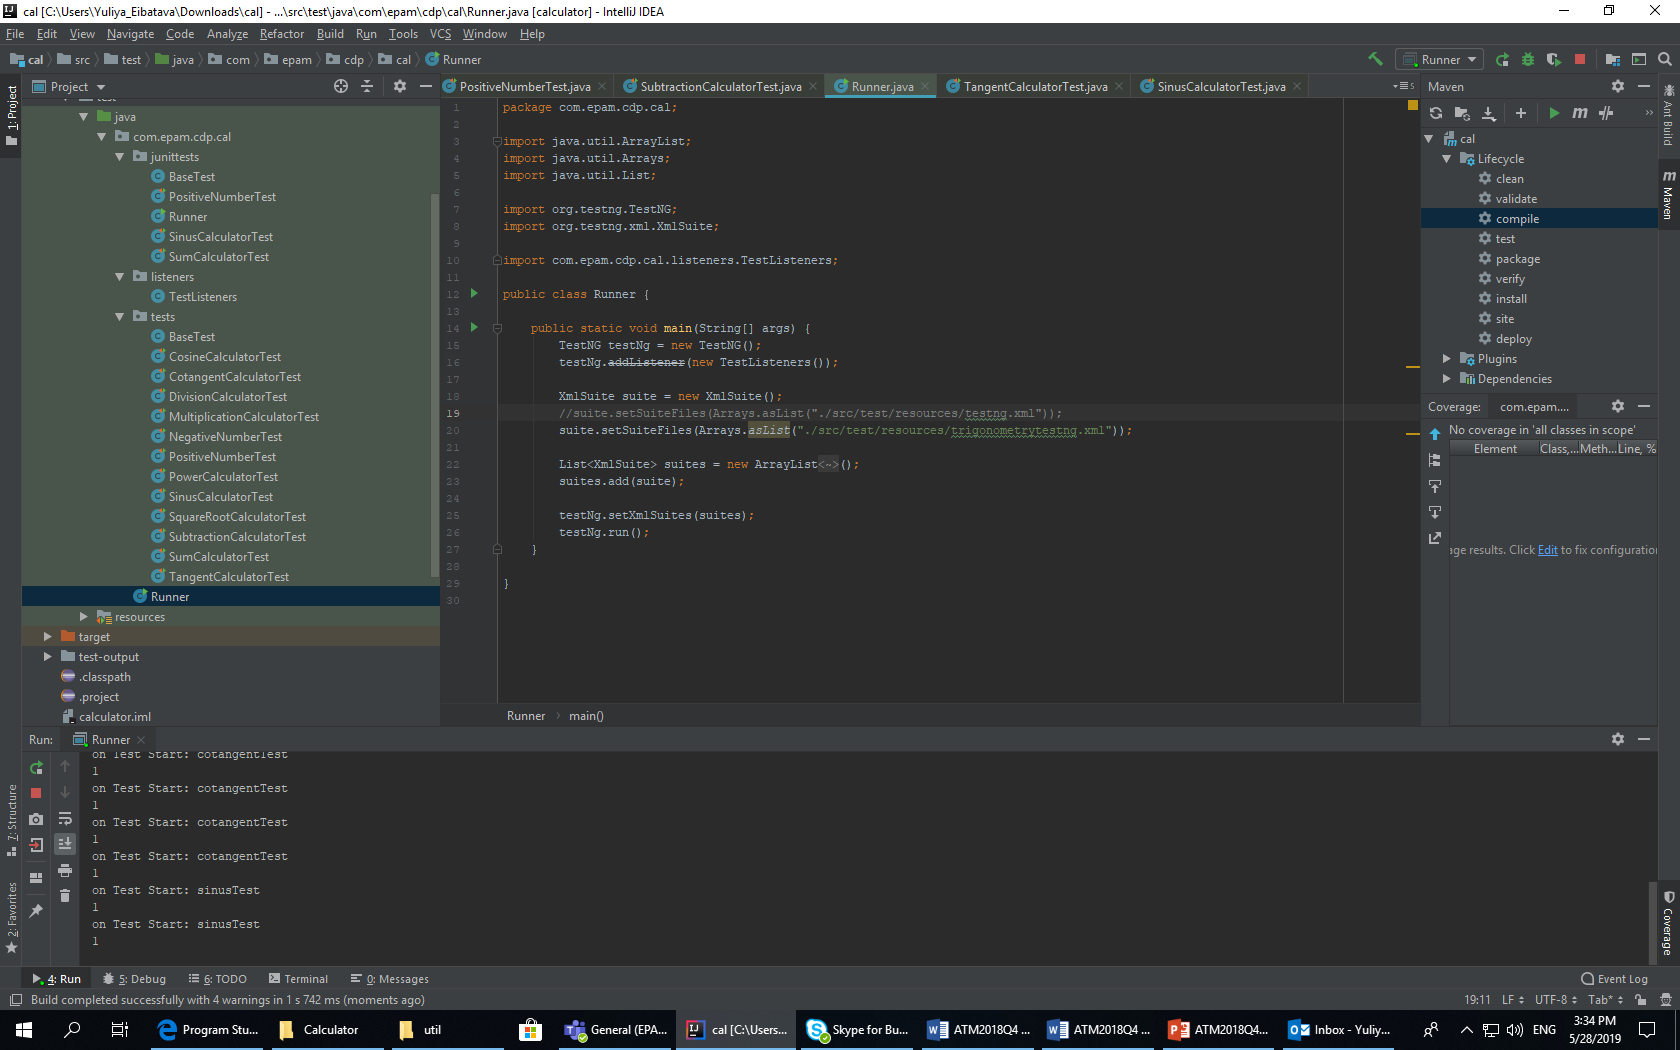 cal [C:\Users\Yuliya_Eibatava\Downloads\cal] - ...\src\test\java\com\epam\cdp\cal\Runner.java [calculator] - IntelliJ IDEA
File Edit View Navigate Code Analyze Refactor Build Run Tools VCS Window Help
cal src test java com epam cdp cal Runner
Runner
1: Project
7: Structure
2: Favorites
Project
java
com.epam.cdp.cal
junittests
BaseTest
PositiveNumberTest
Runner
SinusCalculatorTest
SumCalculatorTest
listeners
TestListeners
tests
BaseTest
CosineCalculatorTest
CotangentCalculatorTest
DivisionCalculatorTest
MultiplicationCalculatorTest
NegativeNumberTest
PositiveNumberTest
PowerCalculatorTest
SinusCalculatorTest
SquareRootCalculatorTest
SubtractionCalculatorTest
SumCalculatorTest
TangentCalculatorTest
Runner
resources
target
test-output
.classpath
.project
calculator.iml
PositiveNumberTest.java SubtractionCalculatorTest.java Runner.java TangentCalculatorTest.java SinusCalculatorTest.java
1 package com.epam.cdp.cal;
2
3 import java.util.ArrayList;
4 import java.util.Arrays;
5 import java.util.List;
6
7 import org.testng.TestNG;
8 import org.testng.xml.XmlSuite;
9
10 import com.epam.cdp.cal.listeners.TestListeners;
11
12 public class Runner {
13
14 public static void main(String[] args) {
15 TestNG testNg = new TestNG();
16 testNg.addListener(new TestListeners());
17
18 XmlSuite suite = new XmlSuite();
19 //suite.setSuiteFiles(Arrays.asList("./src/test/resources/testng.xml"));
20 suite.setSuiteFiles(Arrays.asList("./src/test/resources/trigonometrytestng.xml"));
21
22 List<XmlSuite> suites = new ArrayList<~>();
23 suites.add(suite);
24
25 testNg.setXmlSuites(suites);
26 testNg.run();
27 }
28
29 }
30
Runner main()
Maven
cal
Lifecycle
clean
validate
compile
test
package
verify
install
site
deploy
Plugins
Dependencies
Coverage: com.epam....
No coverage in 'all classes in scope'
Element Class,... Meth... Line, %
age results. Click Edit to fix configuration
Ant Build
Maven
Coverage
Run: Runner
on Test Start: cotangentTest
1
on Test Start: cotangentTest
1
on Test Start: cotangentTest
1
on Test Start: cotangentTest
1
on Test Start: sinusTest
1
on Test Start: sinusTest
1
4: Run 5: Debug 6: TODO Terminal 0: Messages Event Log
Build completed successfully with 4 warnings in 1 s 742 ms (moments ago) 19:11 LF UTF-8 Tab*
Program Stu... Calculator util General (EPA... cal [C:\Users... Skype for Bu... ATM2018Q4 ... ATM2018Q4 ... ATM2018Q4... Inbox - Yuliy... ENG 3:34 PM
5/28/2019